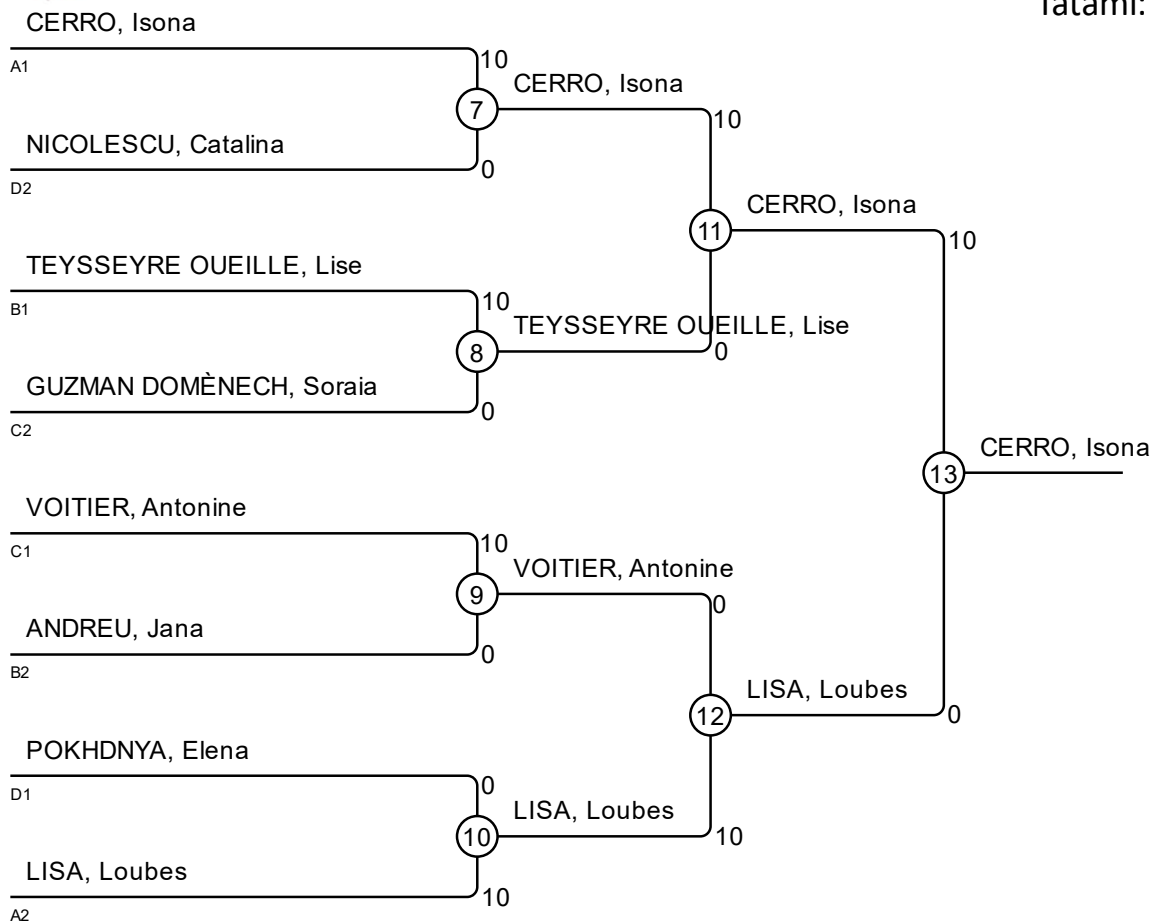 Tatami:
CERRO, Isona
A1
10
CERRO, Isona
7
10
NICOLESCU, Catalina
0
D2
CERRO, Isona
11
10
TEYSSEYRE OUEILLE, Lise
B1
10
TEYSSEYRE OUEILLE, Lise
8
0
GUZMAN DOMÈNECH, Soraia
0
C2
CERRO, Isona
13
VOITIER, Antonine
C1
10
VOITIER, Antonine
9
0
ANDREU, Jana
0
B2
LISA, Loubes
12
0
POKHDNYA, Elena
D1
0
LISA, Loubes
10
10
LISA, Loubes
10
A2